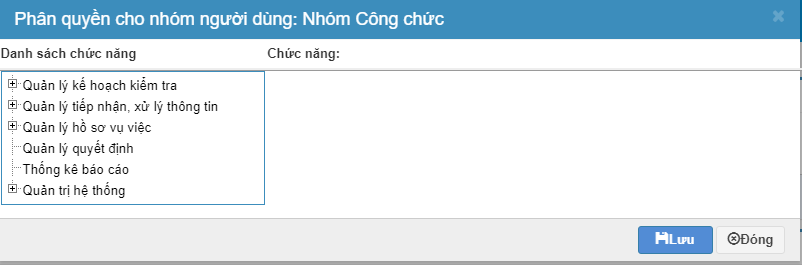 Phân quyền cho nhóm người dùng: Nhóm Công chức
Danh sách chức năng Chức năng:
Quản lý kế hoạch kiểm tra
Quản lý tiếp nhận, xử lý thông tin
Quản lý hồ sơ vụ việc
Quản lý quyết định
Thống kê báo cáo
Quản trị hệ thống
Lưu Đóng